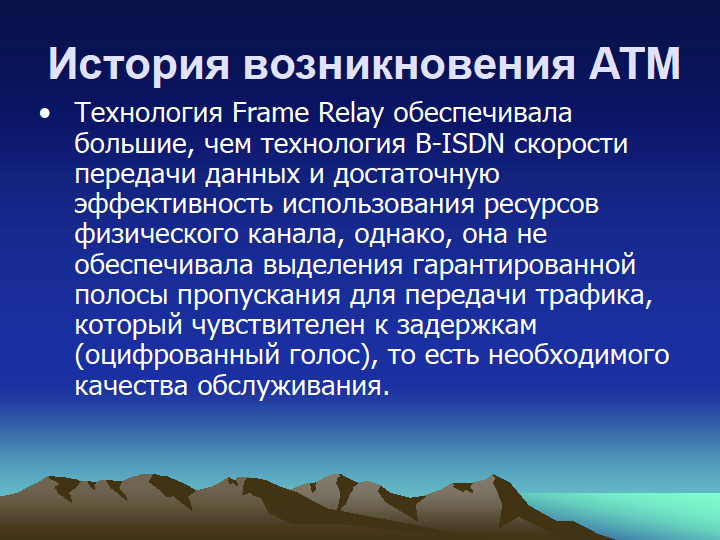 История возникновения АТМ
• Технология Frame Relay обеспечивала
большие, чем технология B-ISDN скорости
передачи данных и достаточную
эффективность использования ресурсов
физического канала, однако, она не
обеспечивала выделения гарантированной
полосы пропускания для передачи трафика,
который чувствителен к задержкам
(оцифрованный голос), то есть необходимого
качества обслуживания.